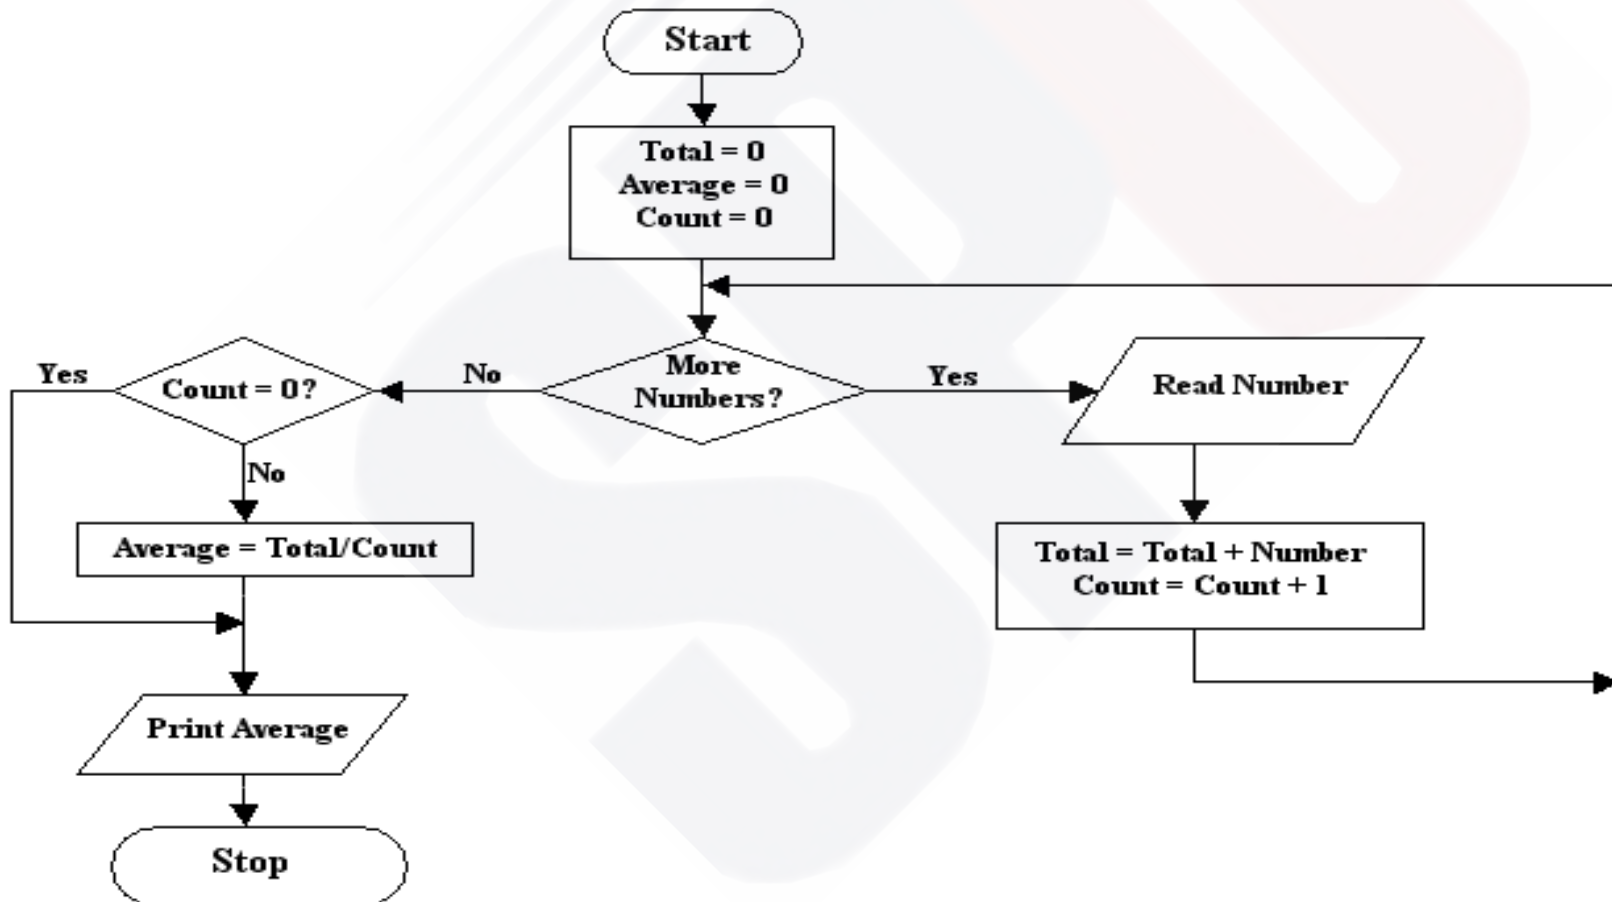 Start
Total = 0
Average = 0
Count = 0
Yes
Count = 0?
No
More
Numbers?
Yes
Read Number
No
Average = Total/Count
Total = Total + Number
Count = Count + 1
Print Average
Stop